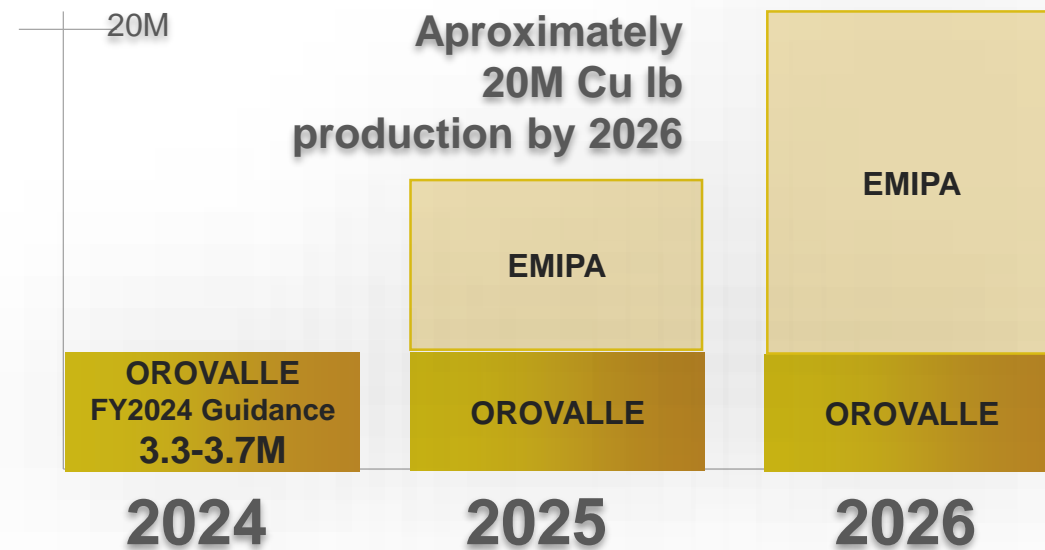 20M
Aproximately
20M Cu lb
production by 2026
EMIPA
EMIPA
OROVALLE
FY2024 Guidance
3.3-3.7M
OROVALLE
OROVALLE
2024
2025
2026